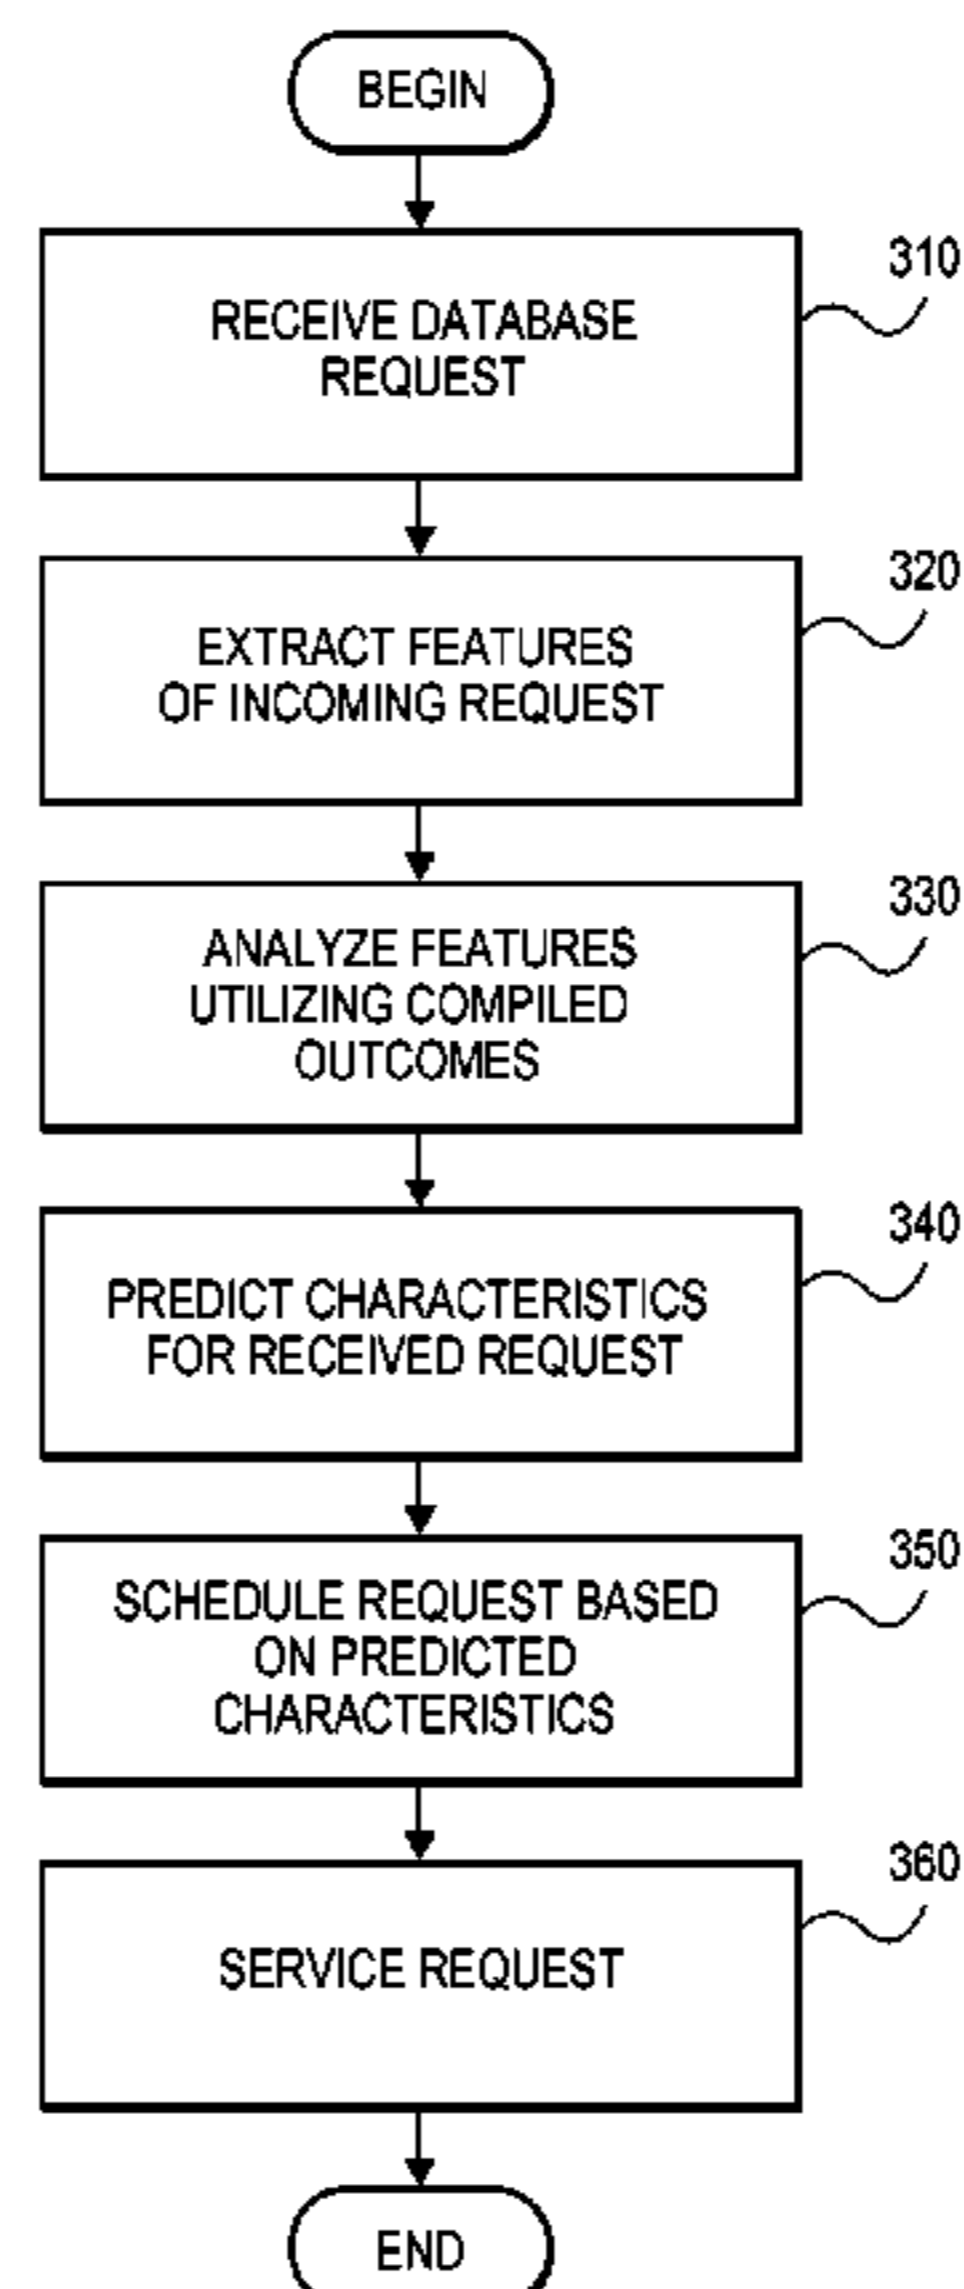 BEGIN
RECEIVE DATABASE
REQUEST
310
EXTRACT FEATURES
OF INCOMING REQUEST
320
ANALYZE FEATURES
UTILIZING COMPILED
OUTCOMES
330
PREDICT CHARACTERISTICS
FOR RECEIVED REQUEST
340
SCHEDULE REQUEST BASED
ON PREDICTED
CHARACTERISTICS
350
SERVICE REQUEST
360
END